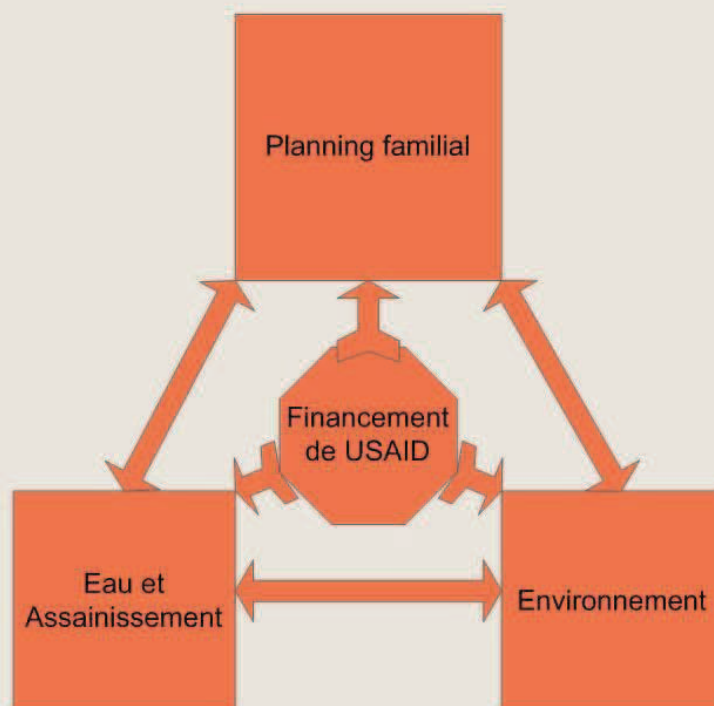 Planning familial
Financement
de USAID
Eau et
Assainissement
Environnement